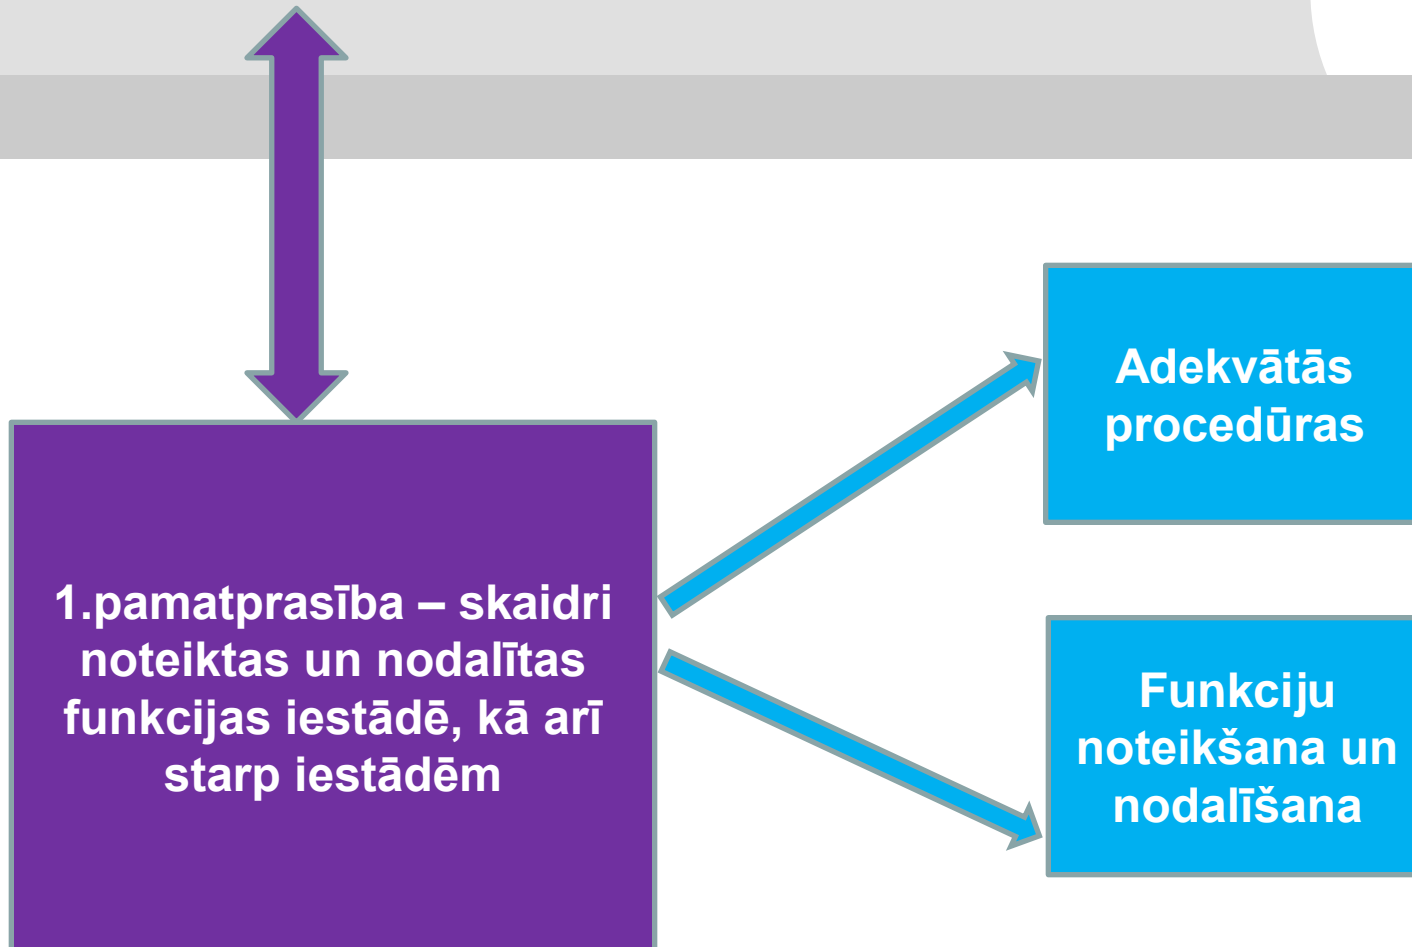 1.pamatprasība – skaidri
noteiktas un nodalītas
funkcijas iestādē, kā arī
starp iestādēm
Adekvātās
procedūras
Funkciju
noteikšana un
nodalīšana